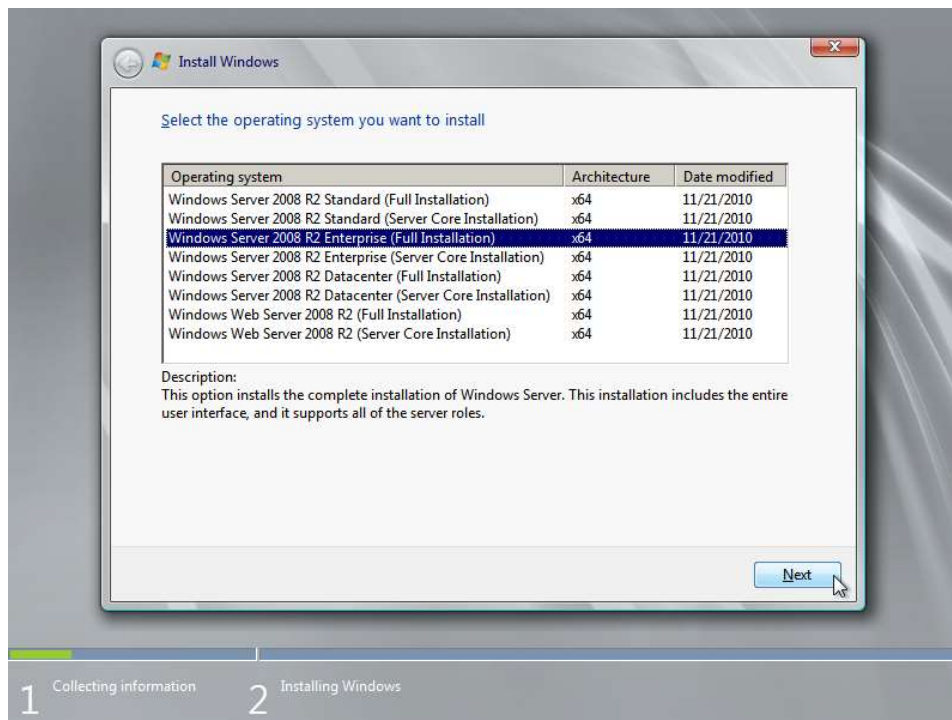 Install Windows
Select the operating system you want to install
Operating system Architecture Date modified
Windows Server 2008 R2 Standard (Full Installation) x64 11/21/2010
Windows Server 2008 R2 Standard (Server Core Installation) x64 11/21/2010
Windows Server 2008 R2 Enterprise (Full Installation) x64 11/21/2010
Windows Server 2008 R2 Enterprise (Server Core Installation) x64 11/21/2010
Windows Server 2008 R2 Datacenter (Full Installation) x64 11/21/2010
Windows Server 2008 R2 Datacenter (Server Core Installation) x64 11/21/2010
Windows Web Server 2008 R2 (Full Installation) x64 11/21/2010
Windows Web Server 2008 R2 (Server Core Installation) x64 11/21/2010
Description:
This option installs the complete installation of Windows Server. This installation includes the entire
user interface, and it supports all of the server roles.
Next
1 Collecting information 2 Installing Windows